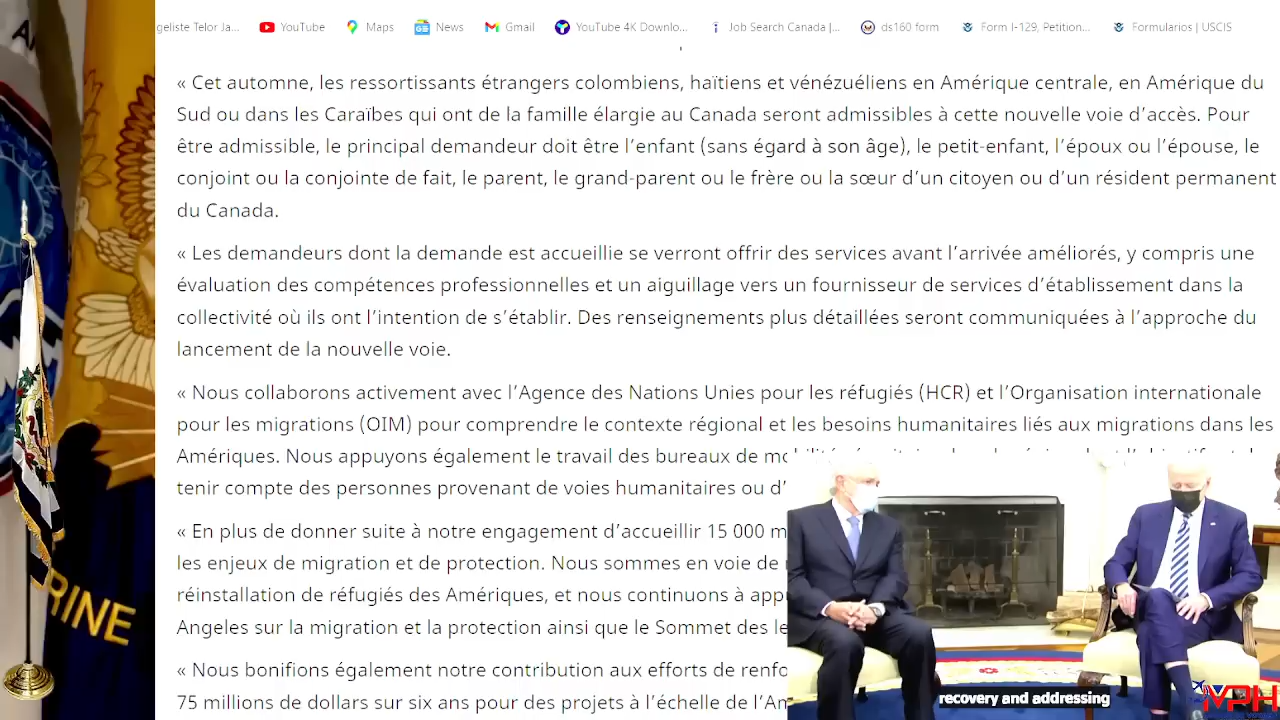 geliste Telor Ja...
YouTube
Maps
News
Gmail
YouTube 4K Downlo...
Job Search Canada |...
ds160 form
Form I-129, Petition...
Formularios | USCIS
« Cet automne, les ressortissants étrangers colombiens, haïtiens et vénézuéliens en Amérique centrale, en Amérique du
Sud ou dans les Caraïbes qui ont de la famille élargie au Canada seront admissibles à cette nouvelle voie d’accès. Pour
être admissible, le principal demandeur doit être l’enfant (sans égard à son âge), le petit-enfant, l’époux ou l’épouse, le
conjoint ou la conjointe de fait, le parent, le grand-parent ou le frère ou la sœur d’un citoyen ou d’un résident permanent
du Canada.
« Les demandeurs dont la demande est accueillie se verront offrir des services avant l’arrivée améliorés, y compris une
évaluation des compétences professionnelles et un aiguillage vers un fournisseur de services d’établissement dans la
collectivité où ils ont l’intention de s’établir. Des renseignements plus détaillées seront communiquées à l’approche du
lancement de la nouvelle voie.
« Nous collaborons activement avec l’Agence des Nations Unies pour les réfugiés (HCR) et l’Organisation internationale
pour les migrations (OIM) pour comprendre le contexte régional et les besoins humanitaires liés aux migrations dans les
Amériques. Nous appuyons également le travail des bureaux de
tenir compte des personnes provenant de voies humanitaires ou d’
« En plus de donner suite à notre engagement d’accueillir 15 000 m
les enjeux de migration et de protection. Nous sommes en voie de
réinstallation de réfugiés des Amériques, et nous continuons à app
Angeles sur la migration et la protection ainsi que le Sommet des le
« Nous bonifions également notre contribution aux efforts de renfo
75 millions de dollars sur six ans pour des projets à l’échelle de l’Am
recovery and addressing
RINE
MPH